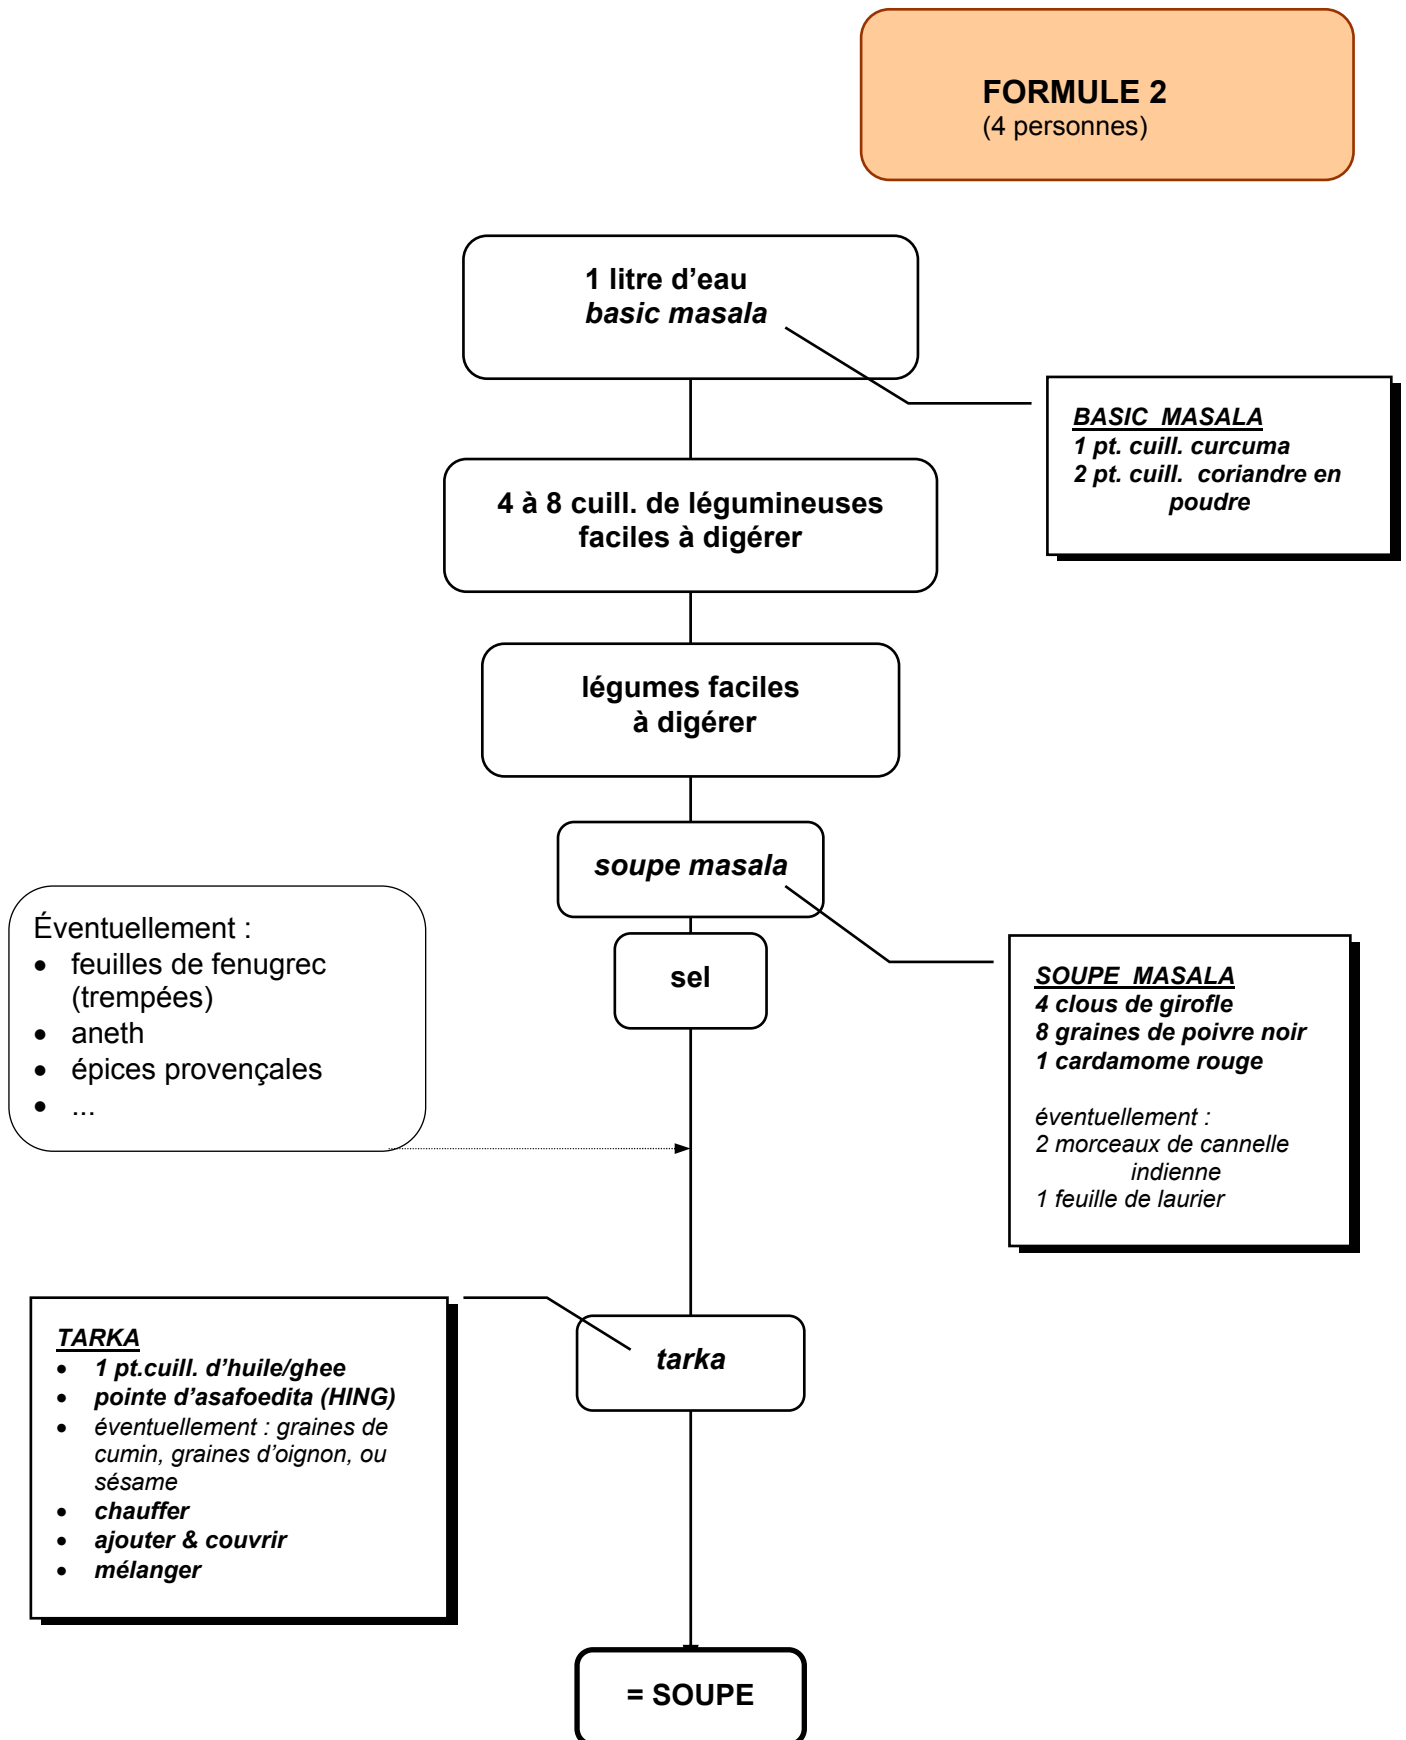 FORMULE 2
(4 personnes)
1 litre d’eau
basic masala
BASIC MASALA
1 pt. cuill. curcuma
2 pt. cuill. coriandre en
poudre
4 à 8 cuill. de légumineuses
faciles à digérer
légumes faciles
à digérer
soupe masala
Éventuellement :
• feuilles de fenugrec
(trempées)
• aneth
• épices provençales
• ...
sel
SOUPE MASALA
4 clous de girofle
8 graines de poivre noir
1 cardamome rouge
éventuellement :
2 morceaux de cannelle
indienne
1 feuille de laurier
TARKA
• 1 pt.cuill. d’huile/ghee
• pointe d’asafoedita (HING)
• éventuellement : graines de
cumin, graines d’oignon, ou
sésame
• chauffer
• ajouter & couvrir
• mélanger
tarka
= SOUPE